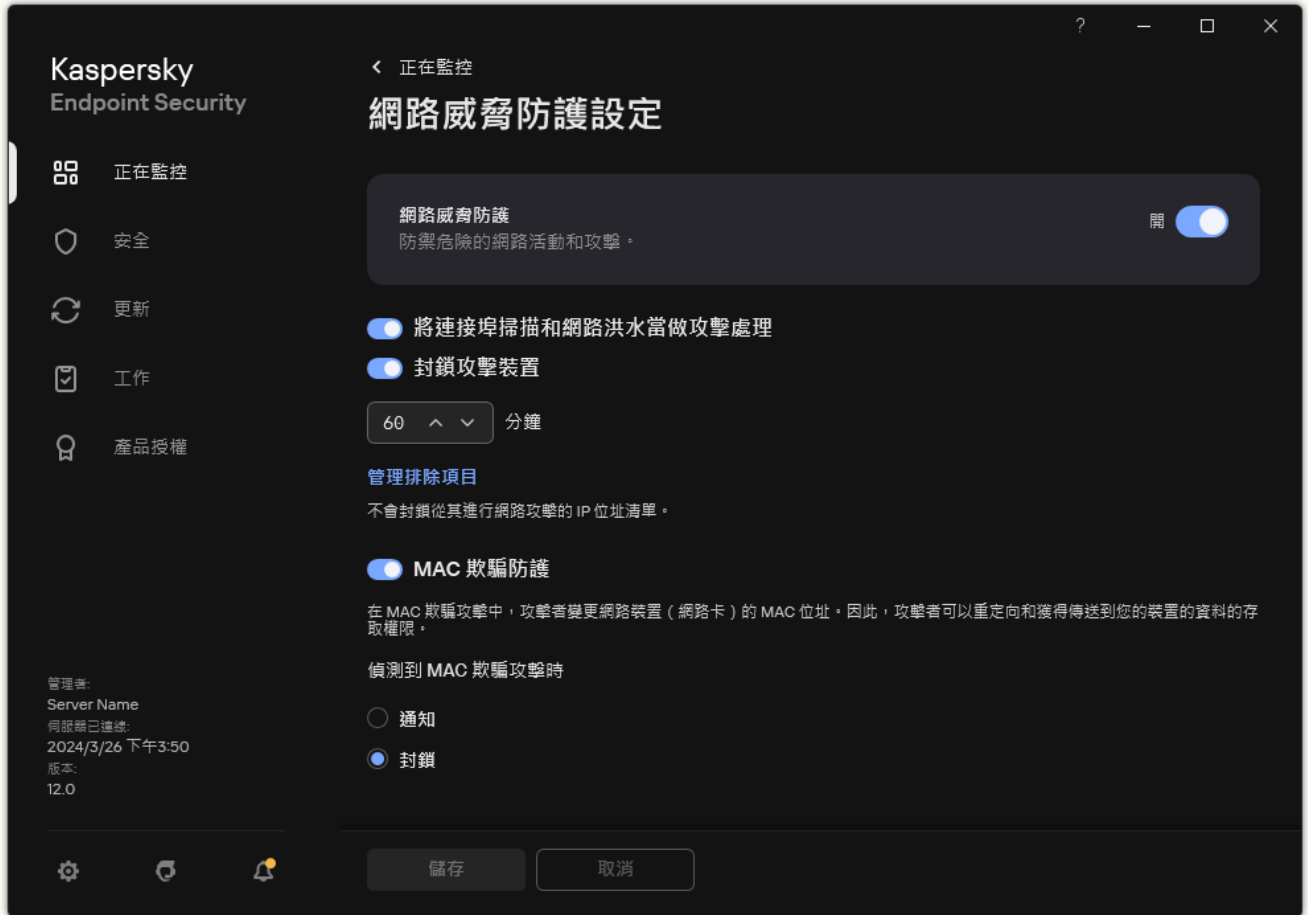 ?
Kaspersky
Endpoint Security
正在監控
安全
更新
工作
產品授權
管理者:
Server Name
伺服器已連線:
2024/3/26 下午3:50
版本:
12.0
正在監控
網路威脅防護設定
網路威脅防護
防禦危險的網路活動和攻擊。
開
將連接埠掃描和網路洪水當做攻擊處理
封鎖攻擊裝置
60 分鐘
管理排除項目
不會封鎖從其進行網路攻擊的 IP 位址清單。
MAC 欺騙防護
在 MAC 欺騙攻擊中，攻擊者變更網路裝置（網路卡）的 MAC 位址。因此，攻擊者可以重定向和獲得傳送到您的裝置的資料的存
取權限。
偵測到 MAC 欺騙攻擊時
通知
封鎖
儲存
取消